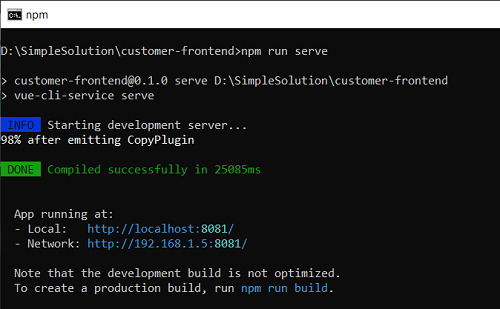 npm
D:\SimpleSolution\customer-frontend>npm run serve
> customer-frontend@0.1.0 serve D:\SimpleSolution\customer-frontend
> vue-cli-service serve
INFO Starting development server...
98% after emitting CopyPlugin
DONE Compiled successfully in 25085ms
App running at:
- Local: http://localhost:8081/
- Network: http://192.168.1.5:8081/
Note that the development build is not optimized.
To create a production build, run npm run build.